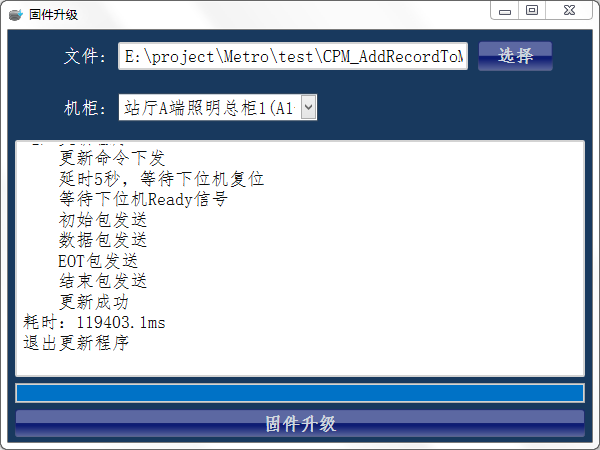 固件升级
文件: E:\project\Metro\test\CPM_AddRecordToM 选择
机柜: 站厅A端照明总柜1(A1
更新命令下发
延时5秒，等待下位机复位
等待下位机Ready信号
初始包发送
数据包发送
EOT包发送
结束包发送
更新成功
耗时：119403.1ms
退出更新程序
固件升级